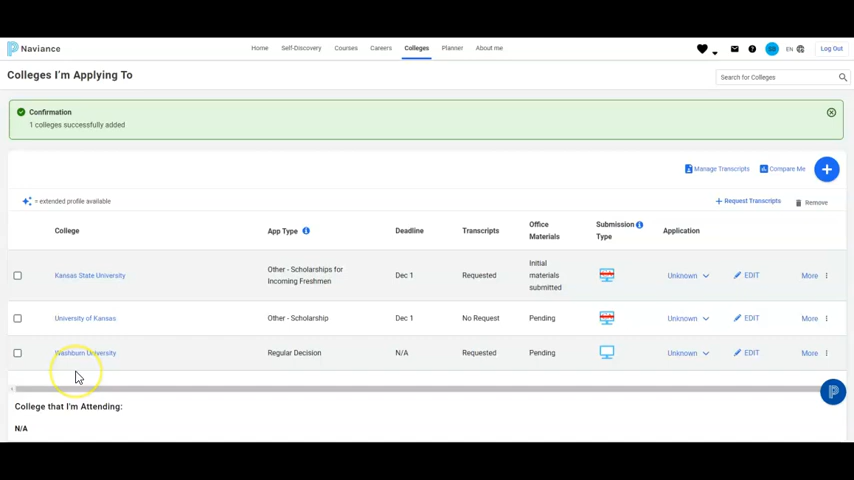 Naviance
Home Self-Discovery Courses Careers Colleges Planner About me
EN Log Out
Colleges I'm Applying To
Search for Colleges
Confirmation
1 colleges successfully added
Manage Transcripts Compare Me +
= extended profile available
+ Request Transcripts Remove
College App Type Deadline Transcripts Office Materials Submission Type Application
Kansas State University Other - Scholarships for Incoming Freshmen Dec 1 Requested Initial materials submitted Unknown EDIT More
University of Kansas Other - Scholarship Dec 1 No Request Pending Unknown EDIT More
Washburn University Regular Decision N/A Requested Pending Unknown EDIT More
College that I'm Attending:
N/A